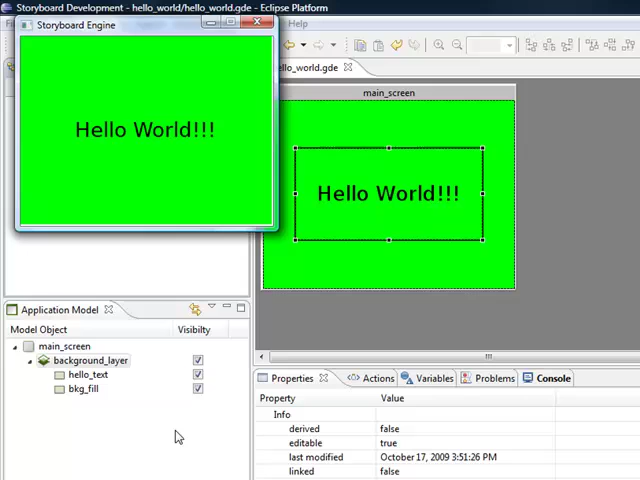 Storyboard Development - hello_world/hello_world.gde - Eclipse Platform
Storyboard Engine
Help
Hello World!!!
ello_world.gde
main_screen
Hello World!!!
Application Model
Model Object Visibilty
main_screen
background_layer
hello_text
bkg_fill
Properties Actions Variables Problems Console
Property Value
Info
derived false
editable true
last modified October 17, 2009 3:51:26 PM
linked false